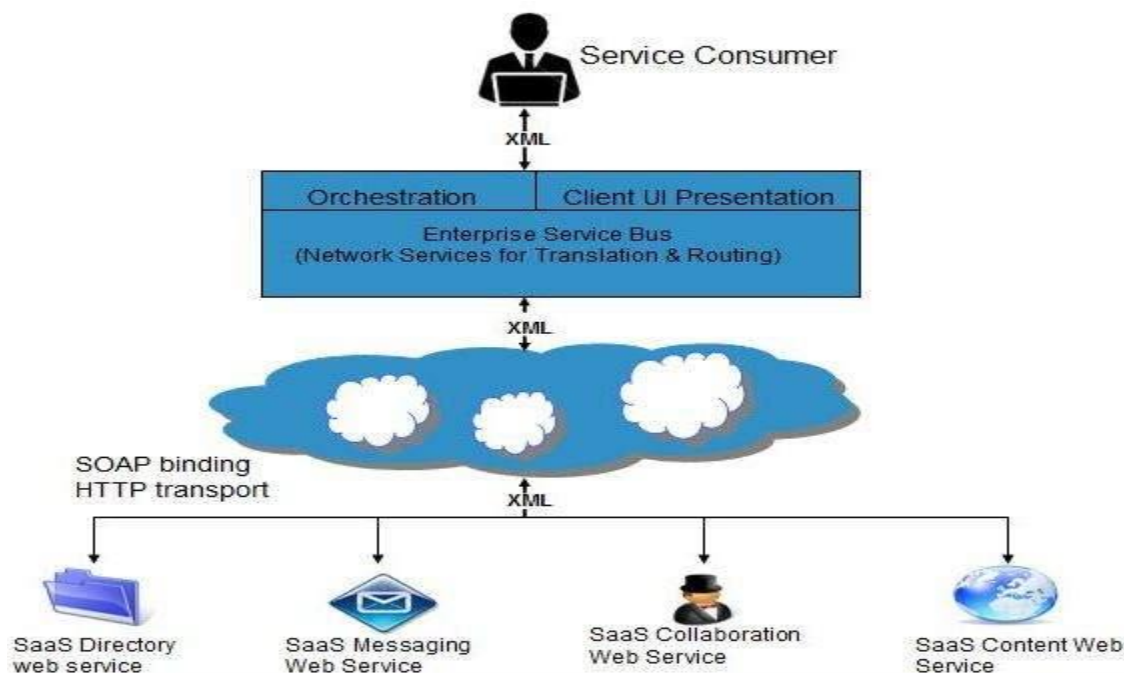 Service Consumer
XML
Orchestration
Client UI Presentation
Enterprise Service Bus
(Network Services for Translation & Routing)
XML
SOAP binding
HTTP transport
XML
SaaS Directory
web service
SaaS Messaging
Web Service
SaaS Collaboration
Web Service
SaaS Content Web
Service